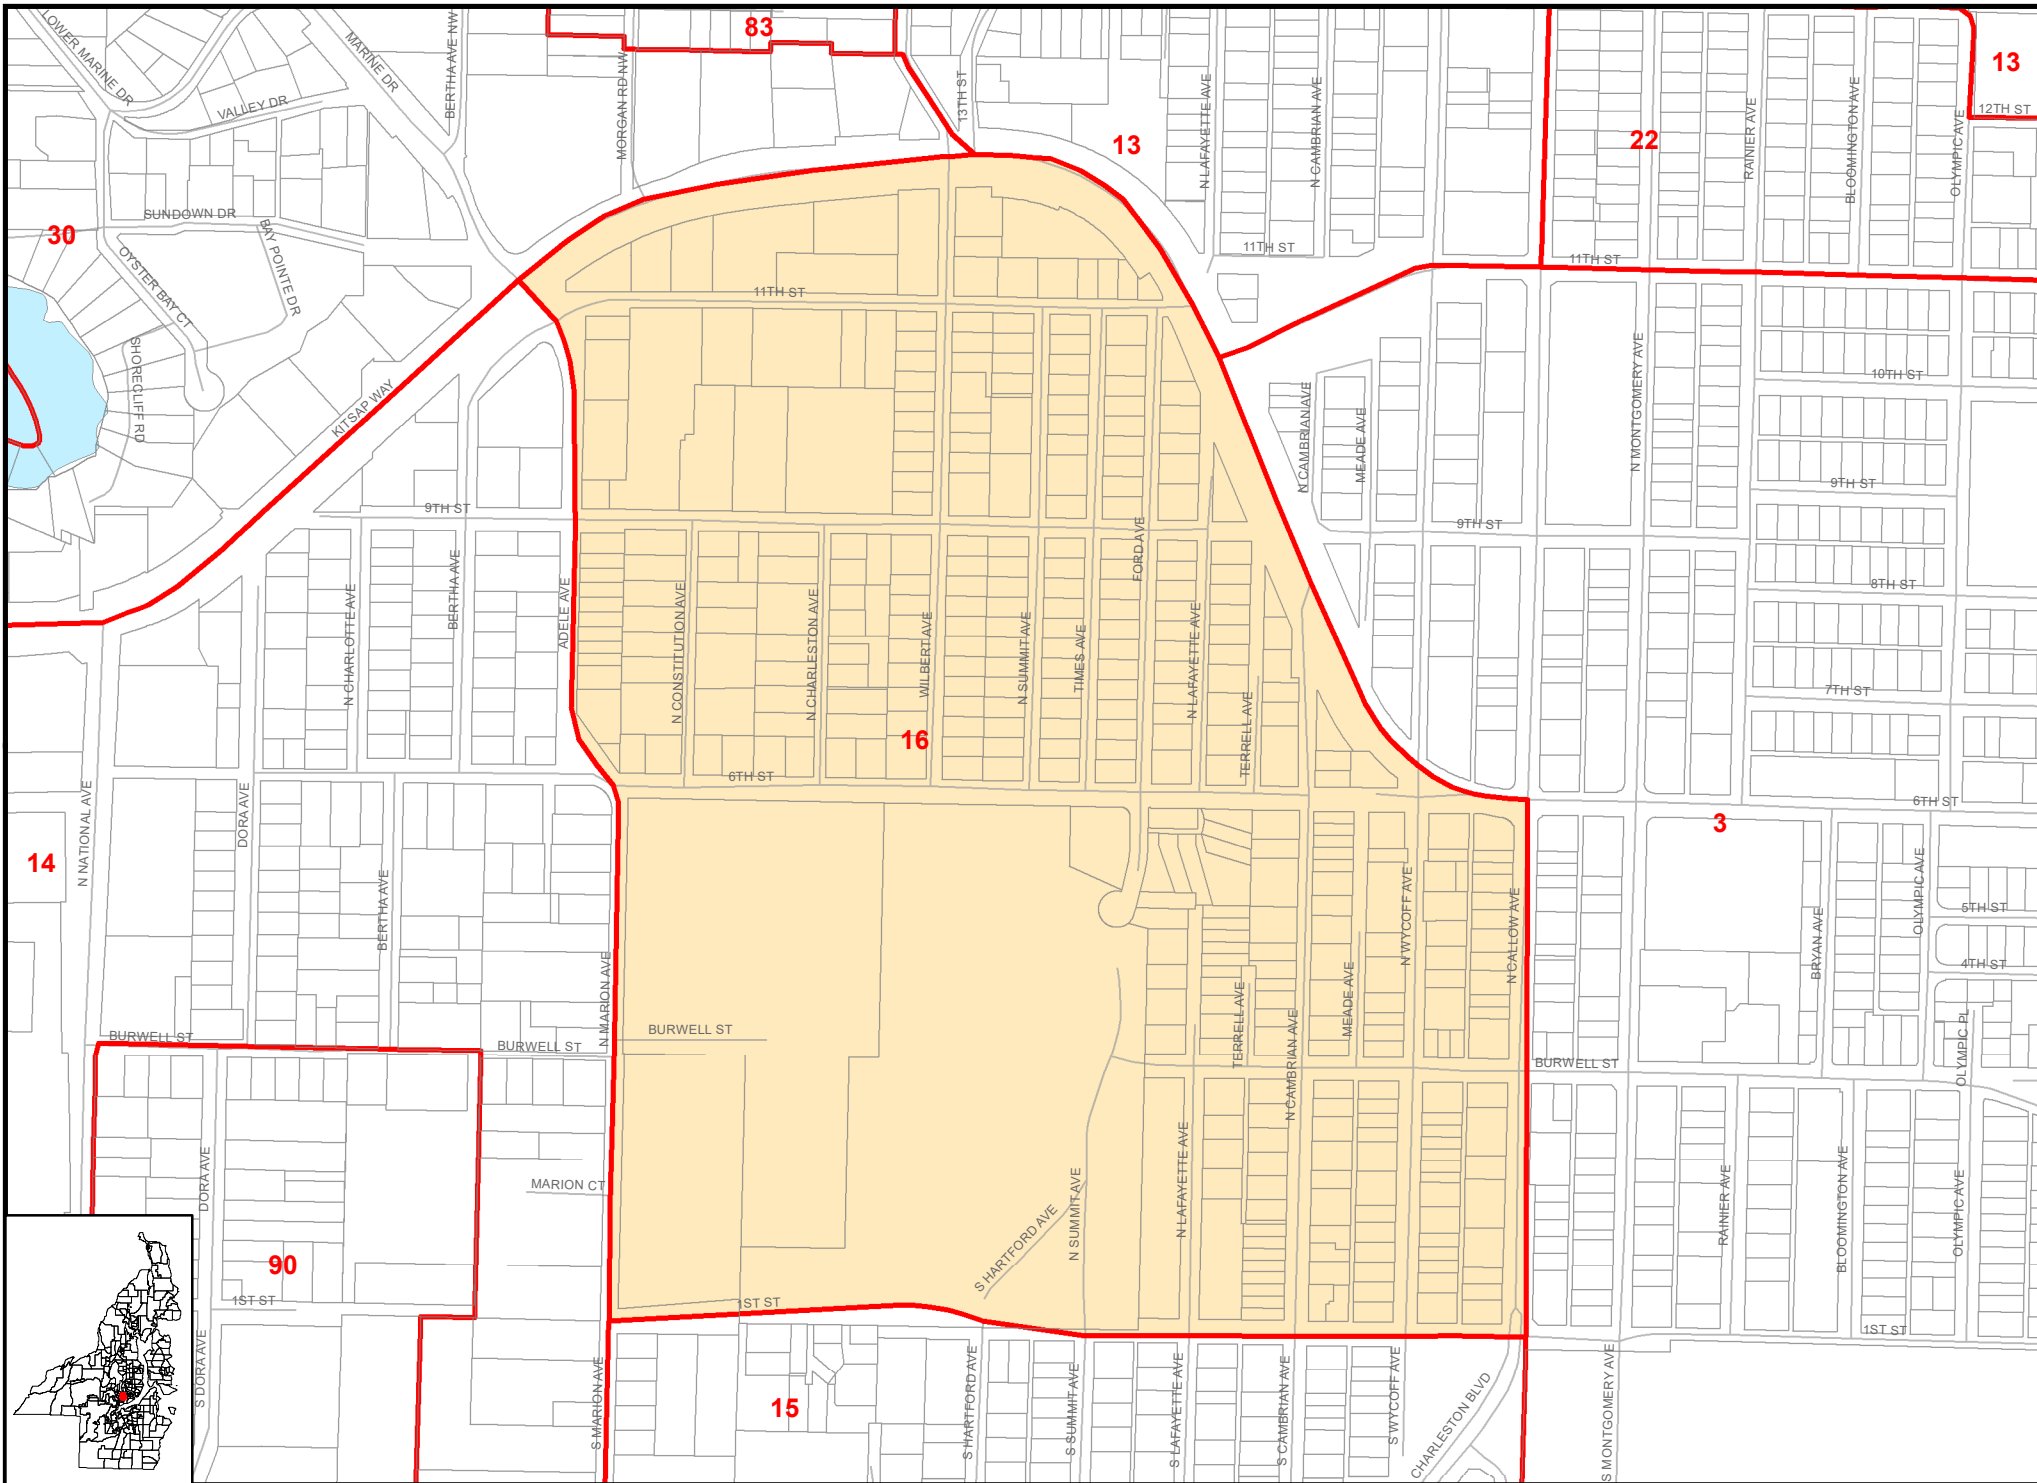 83
LOWER MARINE DR
MARINE DR
BERTHA AVE NW
MORGAN RD NW
13TH ST
13
N LAFAYETTE AVE
N CAMBRIAN AVE
22
RAINIER AVE
BLOOMINGTON AVE
OLYMPIC AVE
13
12TH ST
VALLEY DR
SUNDOWN DR
30
OYSTER BAY CT
BAY POINTE DR
SHORECLIFF RD
KITSAP WAY
11TH ST
11TH ST
11TH ST
N MONTGOMERY AVE
10TH ST
N CAMBRIAN AVE
MEADE AVE
9TH ST
9TH ST
9TH ST
8TH ST
7TH ST
6TH ST
N CHARLOTTE AVE
BERTHA AVE
ADELE AVE
N CONSTITUTION AVE
N CHARLESTON AVE
WILBERT AVE
N SUMMIT AVE
TIMES AVE
FORD AVE
N LAFAYETTE AVE
TERRELL AVE
16
6TH ST
3
14
N NATIONAL AVE
DORA AVE
BERTHA AVE
N MARION AVE
BURWELL ST
BURWELL ST
BURWELL ST
BURWELL ST
TERRELL AVE
N CAMBRIAN AVE
MEADE AVE
N WYCOFF AVE
N CALLOW AVE
BRYAN AVE
OLYMPIC AVE
5TH ST
4TH ST
OLYMPIC PL
DORA AVE
MARION CT
90
1ST ST
S DORA AVE
S MARION AVE
1ST ST
S HARTFORD AVE
N SUMMIT AVE
N LAFAYETTE AVE
RAINIER AVE
BLOOMINGTON AVE
OLYMPIC AVE
1ST ST
15
S HARTFORD AVE
S SUMMIT AVE
S LAFAYETTE AVE
S CAMBRIAN AVE
S WYCOFF AVE
CHARLESTON BLVD
S MONTGOMERY AVE